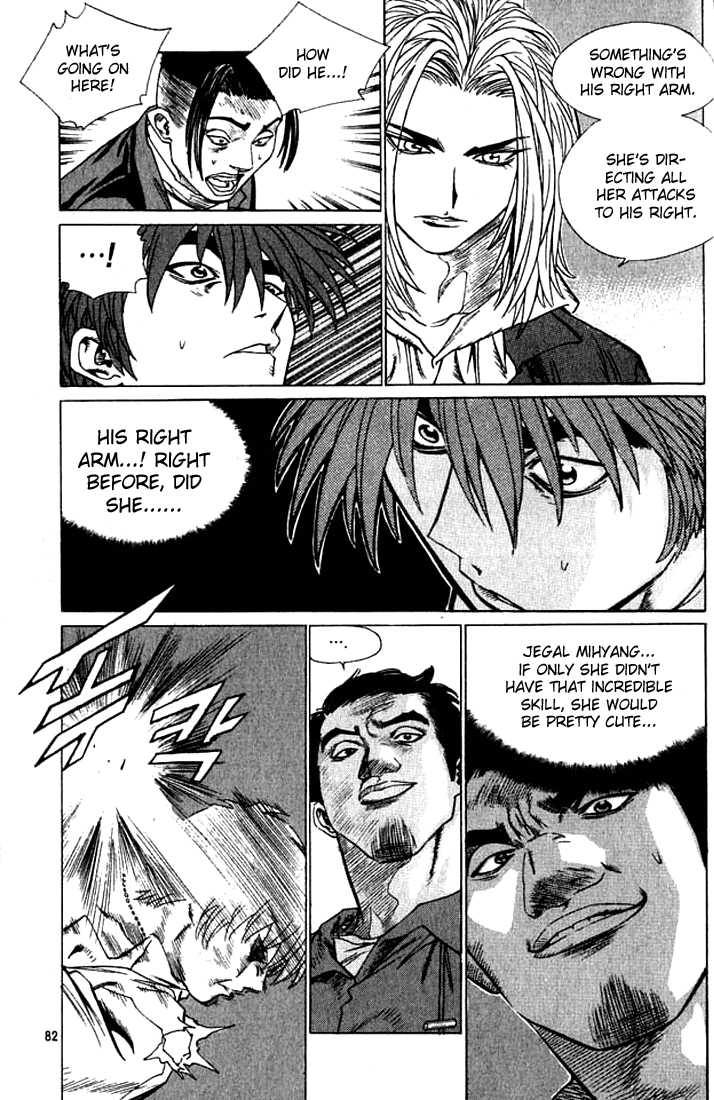 WHAT'S
GOING ON
HERE!
HOW
DID HE...!
SOMETHING'S
WRONG WITH
HIS RIGHT ARM.
SHE'S DIR-
ECTING ALL
HER ATTACKS
TO HIS RIGHT.
...!
HIS RIGHT
ARM...! RIGHT
BEFORE, DID
SHE......
....
JEGAL MIHYANG...
IF ONLY SHE DIDN'T
HAVE THAT INCREDIBLE
SKILL, SHE WOULD
BE PRETTY CUTE...
82